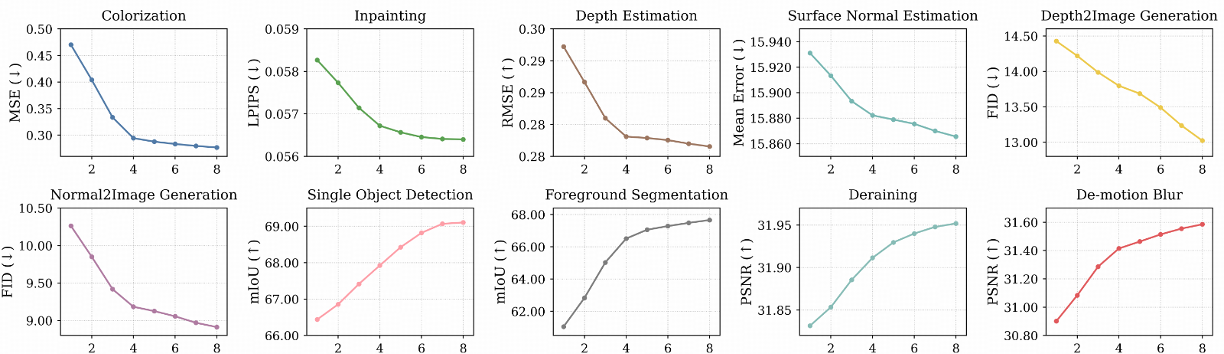 Colorization
MSE (↓)
0.50
0.45
0.40
0.35
0.30
2 4 6 8
Inpainting
LPIPS (↓)
0.059
0.058
0.057
0.056
2 4 6 8
Depth Estimation
RMSE (↑)
0.30
0.29
0.29
0.28
0.28
2 4 6 8
Surface Normal Estimation
Mean Error (↓)
15.940
15.920
15.900
15.880
15.860
2 4 6 8
Depth2Image Generation
FID (↓)
14.50
14.00
13.50
13.00
2 4 6 8
Normal2Image Generation
FID (↓)
10.50
10.00
9.50
9.00
2 4 6 8
Single Object Detection
mIoU (↑)
69.00
68.00
67.00
66.00
2 4 6 8
Foreground Segmentation
mIoU (↑)
68.00
66.00
64.00
62.00
2 4 6 8
Deraining
PSNR (↑)
31.95
31.90
31.85
2 4 6 8
De-motion Blur
PSNR (↑)
31.60
31.40
31.20
31.00
30.80
2 4 6 8